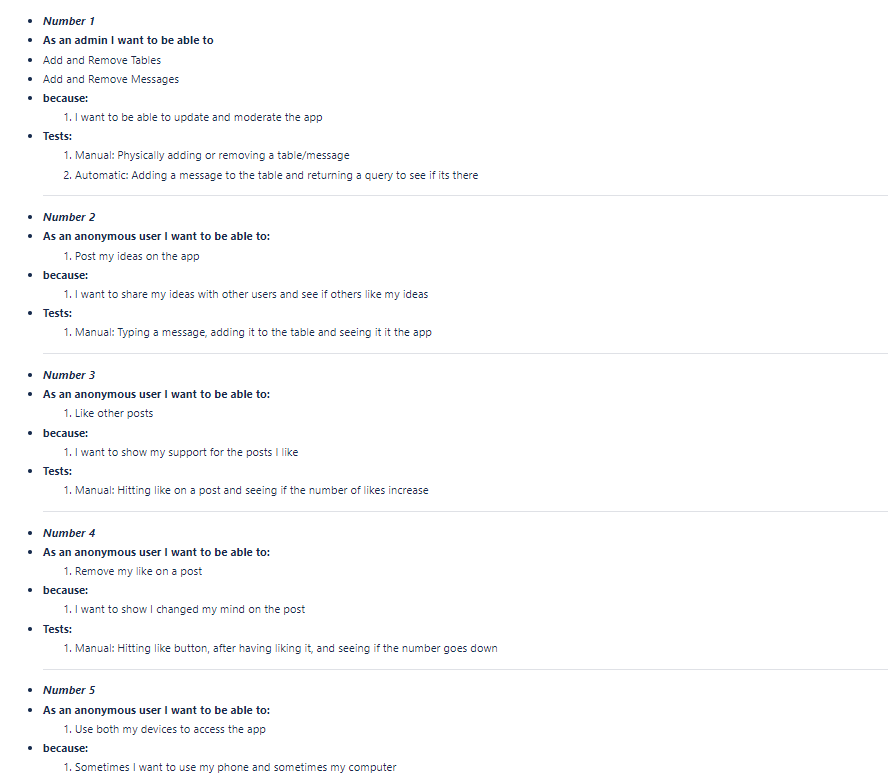 Number 1
As an admin I want to be able to
Add and Remove Tables
Add and Remove Messages
because:
1. I want to be able to update and moderate the app
Tests:
1. Manual: Physically adding or removing a table/message
2. Automatic: Adding a message to the table and returning a query to see if its there
Number 2
As an anonymous user I want to be able to:
1. Post my ideas on the app
because:
1. I want to share my ideas with other users and see if others like my ideas
Tests:
1. Manual: Typing a message, adding it to the table and seeing it it the app
Number 3
As an anonymous user I want to be able to:
1. Like other posts
because:
1. I want to show my support for the posts I like
Tests:
1. Manual: Hitting like on a post and seeing if the number of likes increase
Number 4
As an anonymous user I want to be able to:
1. Remove my like on a post
because:
1. I want to show I changed my mind on the post
Tests:
1. Manual: Hitting like button, after having liking it, and seeing if the number goes down
Number 5
As an anonymous user I want to be able to:
1. Use both my devices to access the app
because:
1. Sometimes I want to use my phone and sometimes my computer